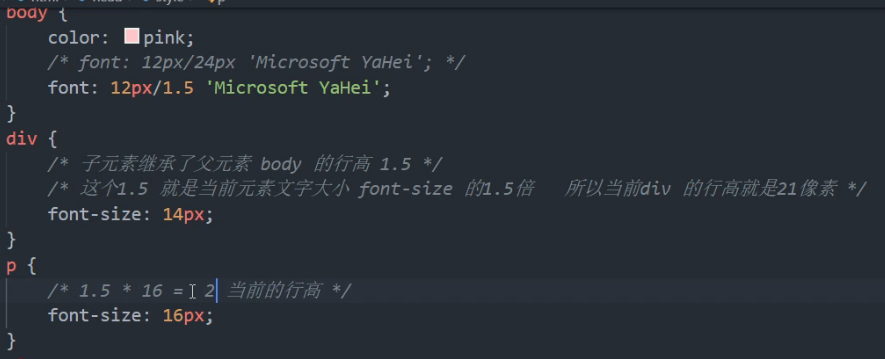 body {
color: pink;
/* font: 12px/24px 'Microsoft YaHei'; */
font: 12px/1.5 'Microsoft YaHei';
}
div {
/* 子元素继承了父元素 body 的行高 1.5 */
/* 这个1.5 就是当前元素文字大小 font-size 的1.5倍 所以当前div 的行高就是21像素 */
font-size: 14px;
}
p {
/* 1.5 * 16 = 2 当前的行高 */
font-size: 16px;
}